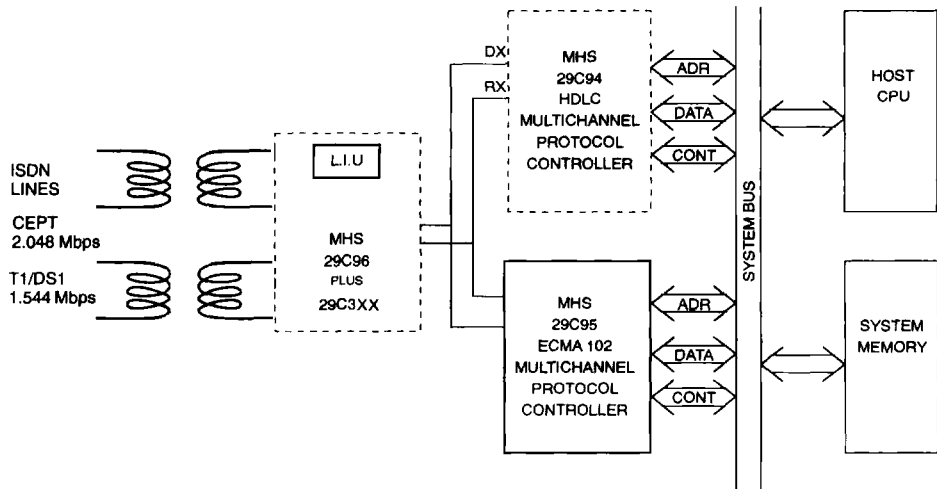 ISDN
LINES
CEPT
2.048 Mbps
T1/DS1
1.544 Mbps
L.I.U
MHS
29C96
PLUS
29C3XX
DX
RX
MHS
29C94
HDLC
MULTICHANNEL
PROTOCOL
CONTROLLER
ADR
DATA
CONT
MHS
29C95
ECMA 102
MULTICHANNEL
PROTOCOL
CONTROLLER
ADR
DATA
CONT
SYSTEM BUS
HOST
CPU
SYSTEM
MEMORY